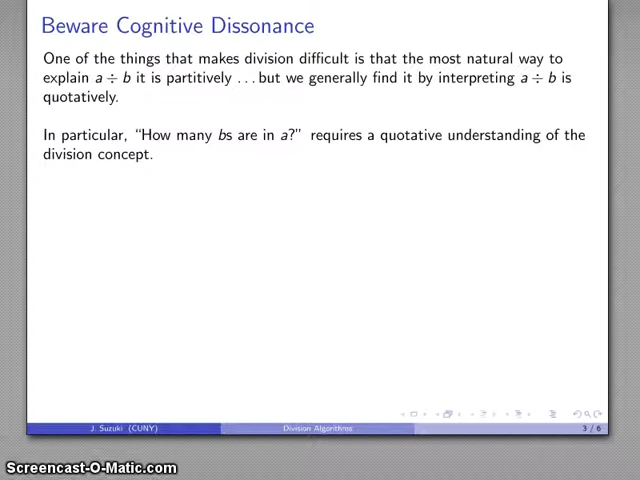 Beware Cognitive Dissonance
One of the things that makes division difficult is that the most natural way to
explain a ÷ b it is partitively ... but we generally find it by interpreting a ÷ b is
quotatively.
In particular, “How many bs are in a?” requires a quotative understanding of the
division concept.
J. Suzuki (CUNY)
Division Algorithms
3 / 6
Screencast-O-Matic.com